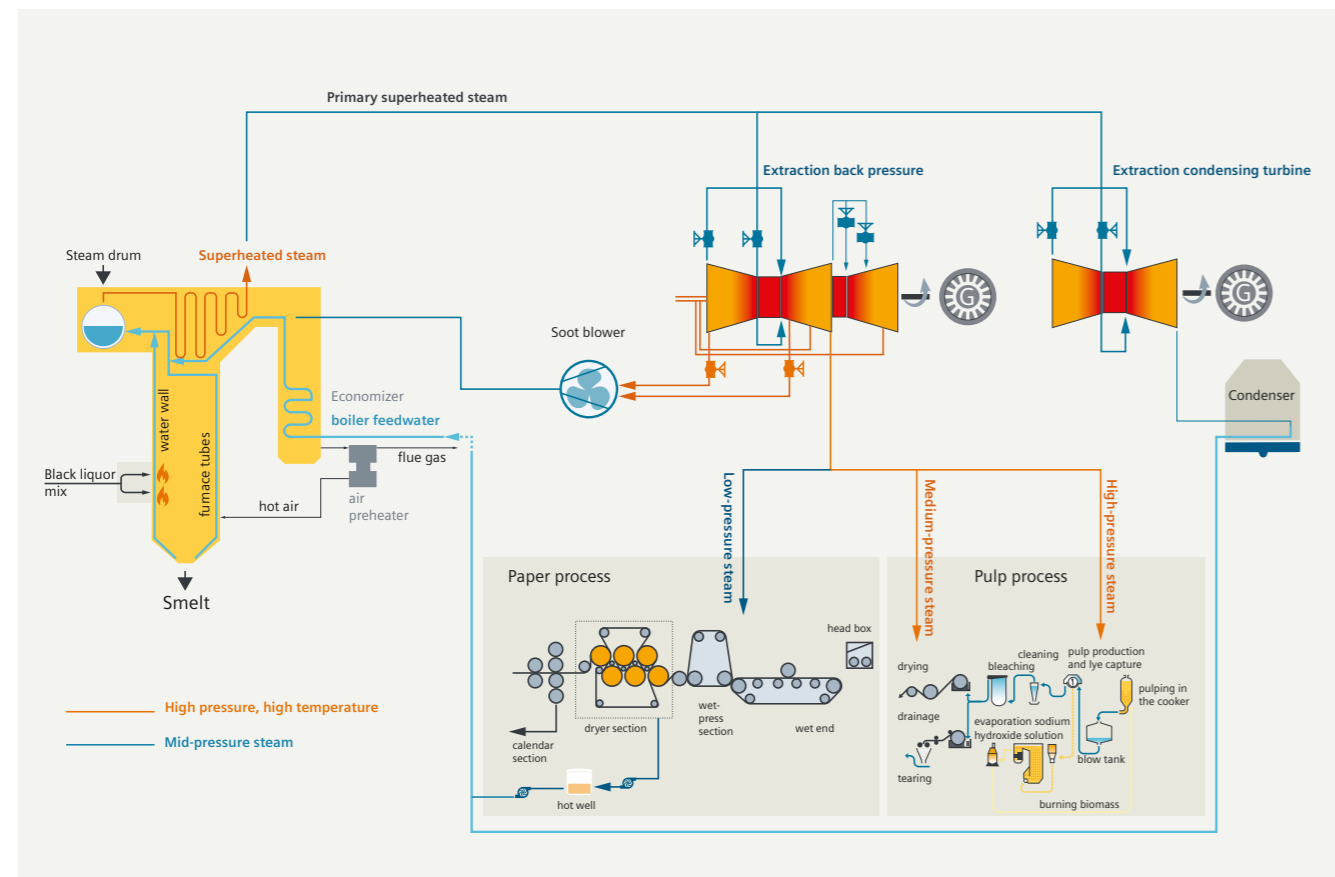 Primary superheated steam
Extraction back pressure
Extraction condensing turbine
Steam drum
Superheated steam
G
G
Soot blower
Economizer
boiler feedwater
Condenser
water wall
furnace tubes
flue gas
Black liquor
mix
hot air
air
preheater
Smelt
Low-pressure steam
Medium-pressure steam
High-pressure steam
Paper process
Pulp process
head box
dryer section
wet-
press
section
wet end
calendar
section
hot well
drying
bleaching
cleaning
pulp production
and lye capture
1
pulping in
the cooker
drainage
evaporation sodium
hydroxide solution
blow tank
tearing
burning biomass
High pressure, high temperature
Mid-pressure steam